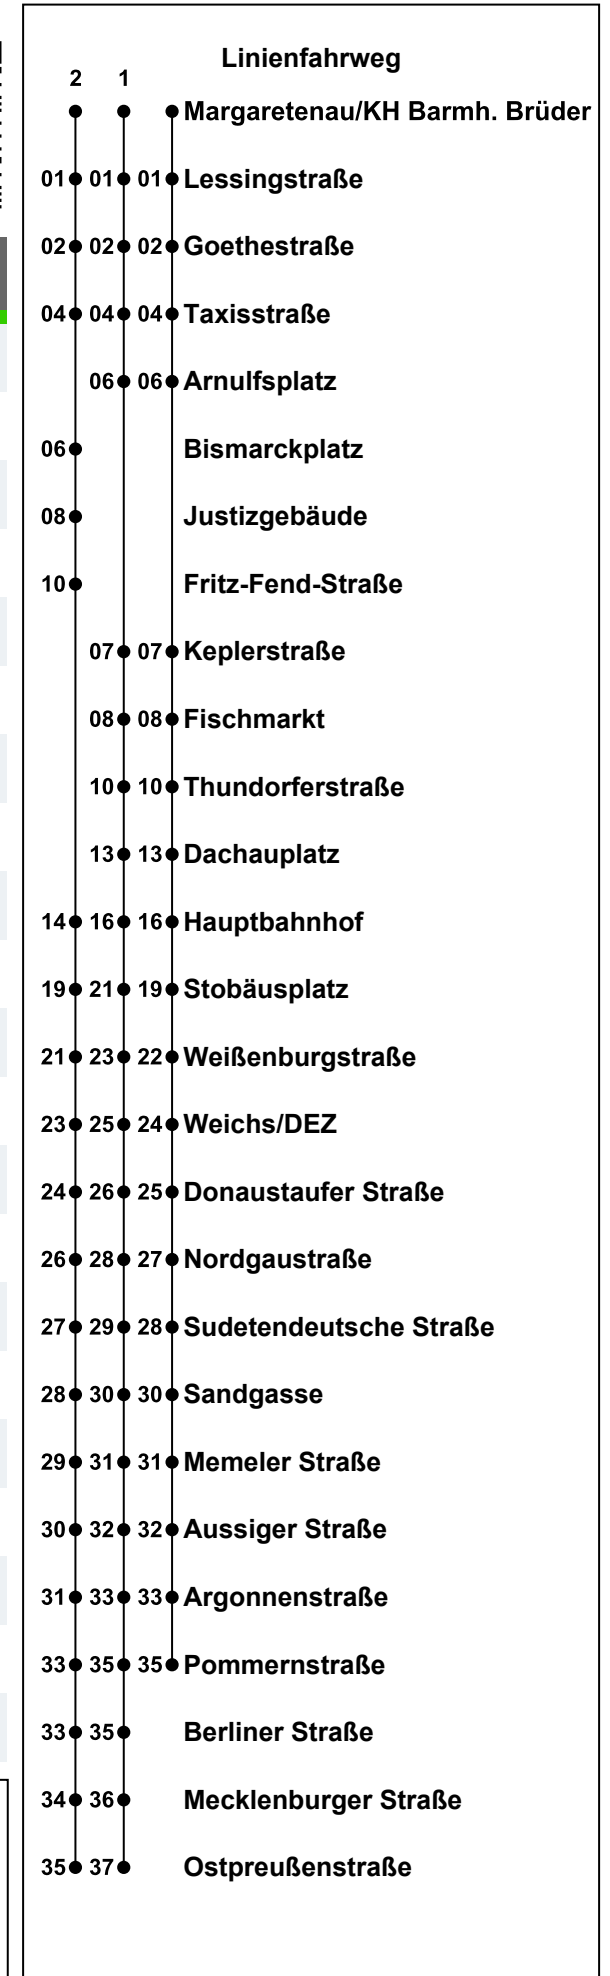 Linienfahrweg
2 1
Margaretenau/KH Barmh. Brüder
01 01 01 Lessingstraße
02 02 02 Goethestraße
04 04 04 Taxisstraße
06 06 Arnulfsplatz
06 Bismarckplatz
08 Justizgebäude
10 Fritz-Fend-Straße
07 07 Keplerstraße
08 08 Fischmarkt
10 10 Thundorferstraße
13 13 Dachauplatz
14 16 16 Hauptbahnhof
19 21 19 Stobäusplatz
21 23 22 Weißenburgstraße
23 25 24 Weichs/DEZ
24 26 25 Donaustaufer Straße
26 28 27 Nordgaustraße
27 29 28 Sudetendeutsche Straße
28 30 30 Sandgasse
29 31 31 Memeler Straße
30 32 32 Aussiger Straße
31 33 33 Argonnenstraße
33 35 35 Pommernstraße
33 35 Berliner Straße
34 36 Mecklenburger Straße
35 37 Ostpreußenstraße